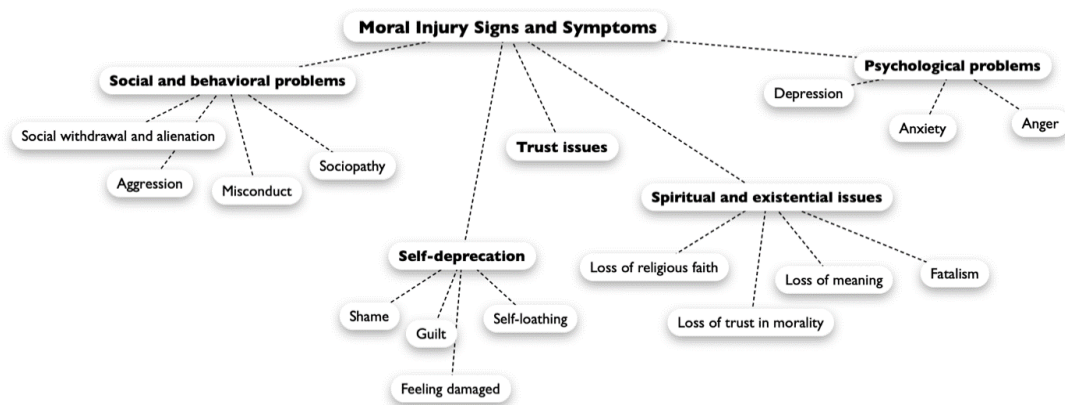 Moral Injury Signs and Symptoms
Social and behavioral problems
Social withdrawal and alienation
Aggression
Misconduct
Sociopathy
Self-deprecation
Shame
Guilt
Feeling damaged
Self-loathing
Trust issues
Spiritual and existential issues
Loss of religious faith
Loss of trust in morality
Loss of meaning
Fatalism
Psychological problems
Depression
Anxiety
Anger